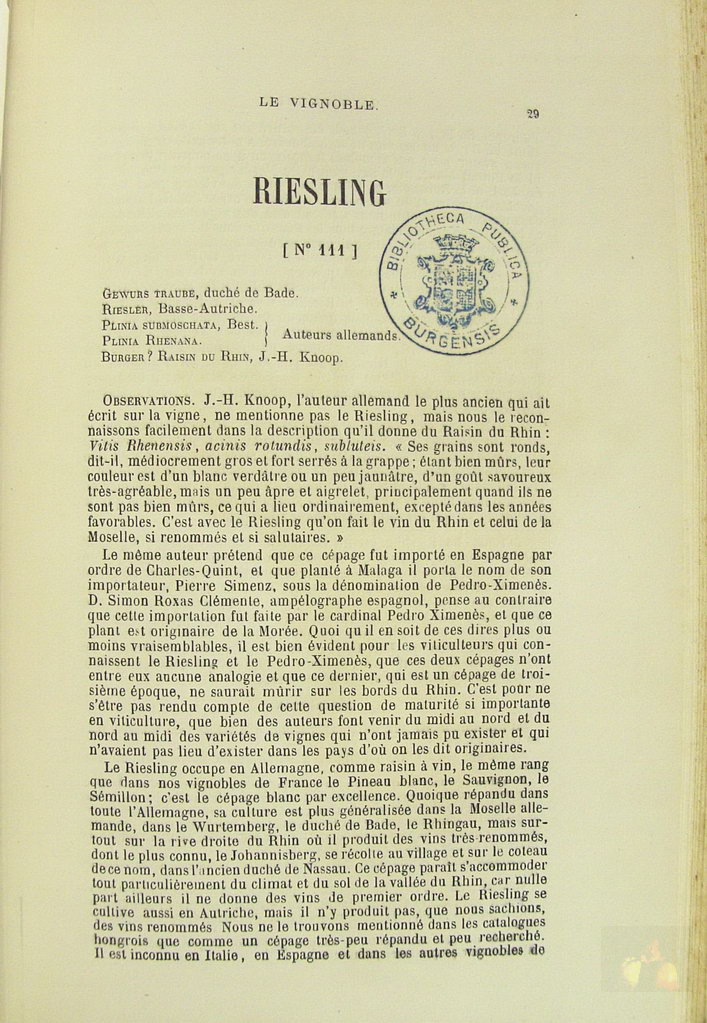 LE VIGNOBLE.
29
RIESLING
[ N° 111 ]
BIBLIOTHECA PUBLICA
BURGENSIS
GEWURS TRAUBE, duché de Bade.
RIESLER, Basse-Autriche.
PLINIA SUBMOSCHATA, Best.
PLINIA RHENANA.
Auteurs allemands.
BURGER ? RAISIN DU RHIN, J.-H. Knoop.
OBSERVATIONS. J.-H. Knoop, l'auteur allemand le plus ancien qui ait
écrit sur la vigne, ne mentionne pas le Riesling, mais nous le recon-
naissons facilement dans la description qu'il donne du Raisin du Rhin :
Vitis Rhenensis, acinis rotundis, subluteis. « Ses grains sont ronds,
dit-il, médiocrement gros et fort serrés à la grappe ; étant bien mûrs, leur
couleur est d'un blanc verdâtre ou un peu jaunâtre, d'un goût savoureux
très-agréable, mais un peu âpre et aigrelet, principalement quand ils ne
sont pas bien mûrs, ce qui a lieu ordinairement, excepté dans les années
favorables. C'est avec le Riesling qu'on fait le vin du Rhin et celui de la
Moselle, si renommés et si salutaires. »
Le même auteur prétend que ce cépage fut importé en Espagne par
ordre de Charles-Quint, et que planté à Malaga il porta le nom de son
importateur, Pierre Simenz, sous la dénomination de Pedro-Ximenès.
D. Simon Roxas Clémente, ampélographe espagnol, pense au contraire
que cette importation fut faite par le cardinal Pedro Ximenès, et que ce
plant est originaire de la Morée. Quoi qu'il en soit de ces dires plus ou
moins vraisemblables, il est bien évident pour les viticulteurs qui con-
naissent le Riesling et le Pedro-Ximenès, que ces deux cépages n'ont
entre eux aucune analogie et que ce dernier, qui est un cépage de troi-
sième époque, ne saurait mûrir sur les bords du Rhin. C'est pour ne
s'être pas rendu compte de cette question de maturité si importante
en viticulture, que bien des auteurs font venir du midi au nord et du
nord au midi des variétés de vignes qui n'ont jamais pu exister et qui
n'avaient pas lieu d'exister dans les pays d'où on les dit originaires.
Le Riesling occupe en Allemagne, comme raisin à vin, le même rang
que dans nos vignobles de France le Pineau blanc, le Sauvignon, le
Sémillon ; c'est le cépage blanc par excellence. Quoique répandu dans
toute l'Allemagne, sa culture est plus généralisée dans la Moselle alle-
mande, dans le Wurtemberg, le duché de Bade, le Rhingau, mais sur-
tout sur la rive droite du Rhin où il produit des vins très-renommés,
dont le plus connu, le Johannisberg, se récolte au village et sur le coteau
de ce nom, dans l'ancien duché de Nassau. Ce cépage paraît s'accommoder
tout particulièrement du climat et du sol de la vallée du Rhin, car nulle
part ailleurs il ne donne des vins de premier ordre. Le Riesling se
cultive aussi en Autriche, mais il n'y produit pas, que nous sachions,
des vins renommés Nous ne le trouvons mentionné dans les catalogues
hongrois que comme un cépage très-peu répandu et peu recherché.
Il est inconnu en Italie, en Espagne et dans les autres vignobles de